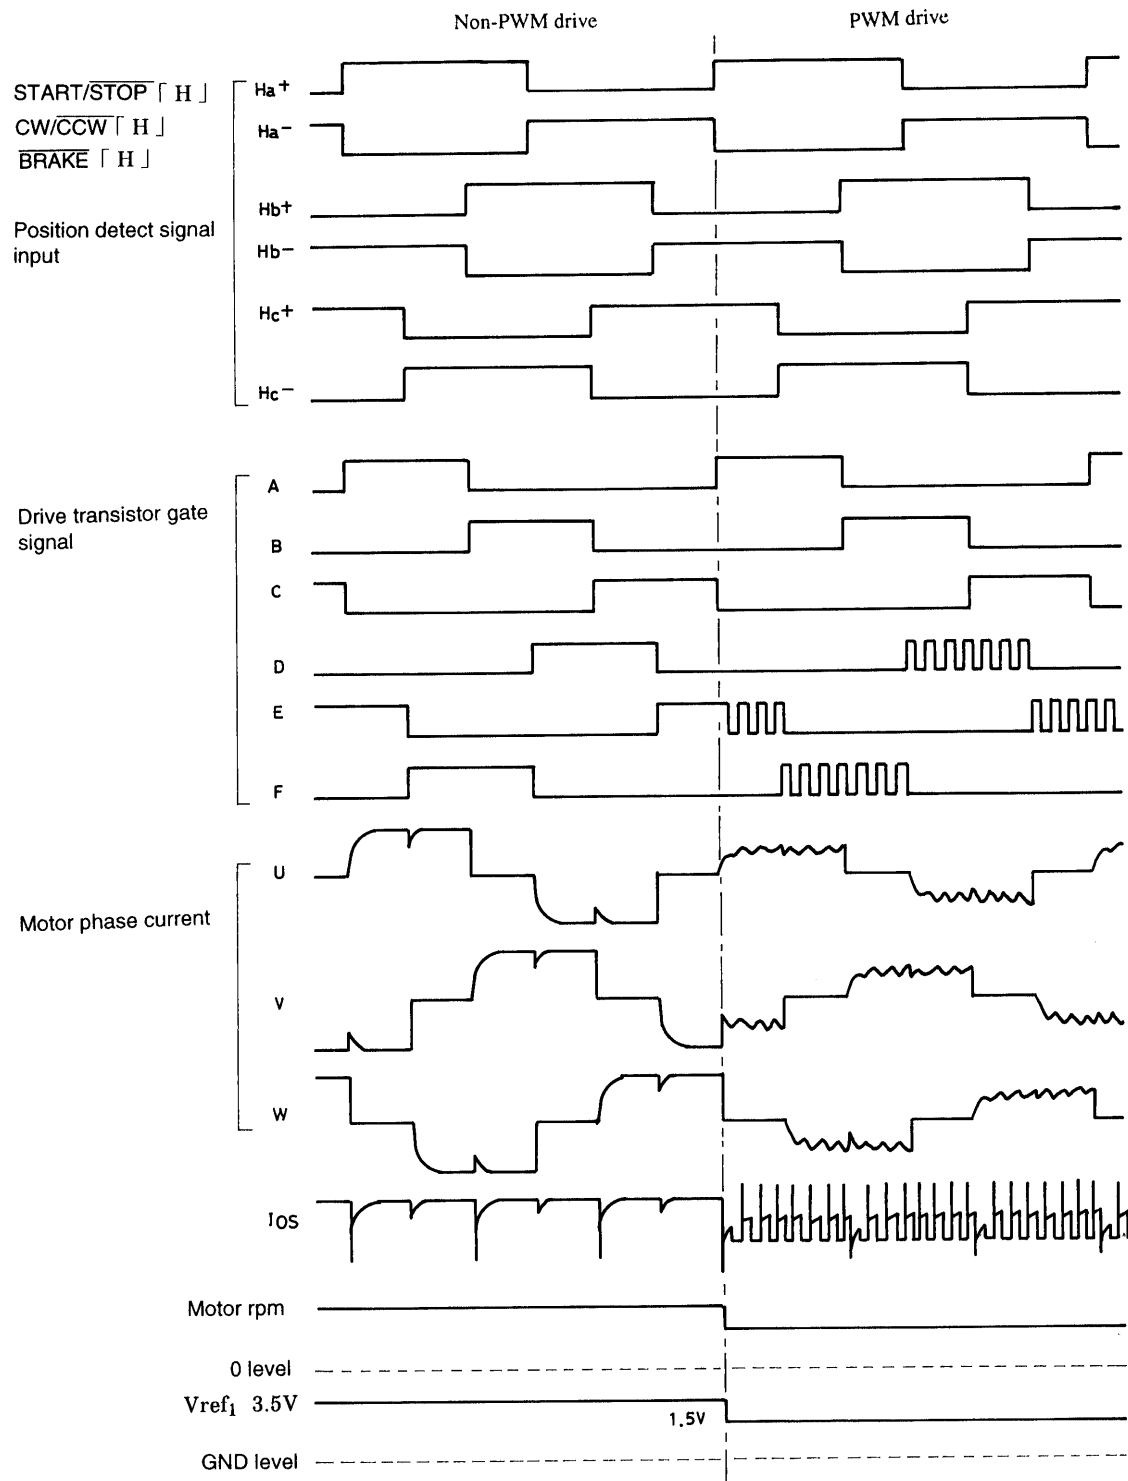 Non-PWM drive
PWM drive
START/STOP「H」
CW/CCW「H」
BRAKE「H」
Position detect signal
input
Ha+
Ha−
Hb+
Hb−
Hc+
Hc−
Drive transistor gate
signal
A
B
C
D
E
F
Motor phase current
U
V
W
IOS
Motor rpm
0 level
Vref1 3.5V
1.5V
GND level